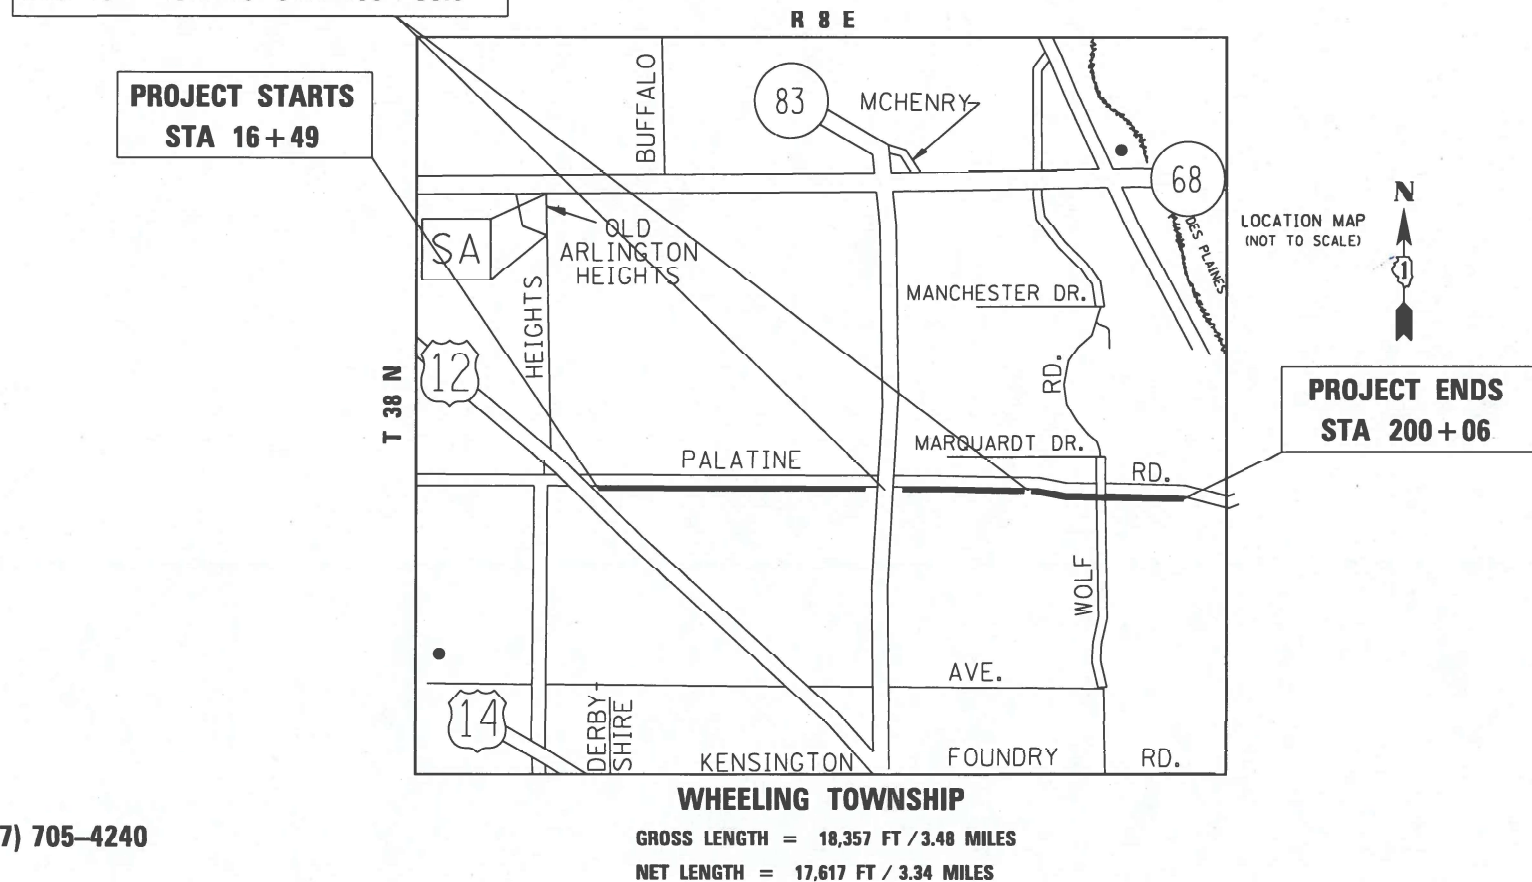 R 8 E
PROJECT STARTS
STA 16+49
BUFFALO
83
MCHENRY
68
N
LOCATION MAP
(NOT TO SCALE)
1
DES PLAINES
SA
OLD
ARLINGTON
HEIGHTS
HEIGHTS
MANCHESTER DR.
12
T 38 N
RD.
PROJECT ENDS
STA 200+06
MARQUARDT DR.
PALATINE
RD.
WOLF
AVE.
14
DERBY-
SHIRE
KENSINGTON
FOUNDRY
RD.
WHEELING TOWNSHIP
7) 705-4240
GROSS LENGTH = 18,357 FT / 3.48 MILES
NET LENGTH = 17,617 FT / 3.34 MILES